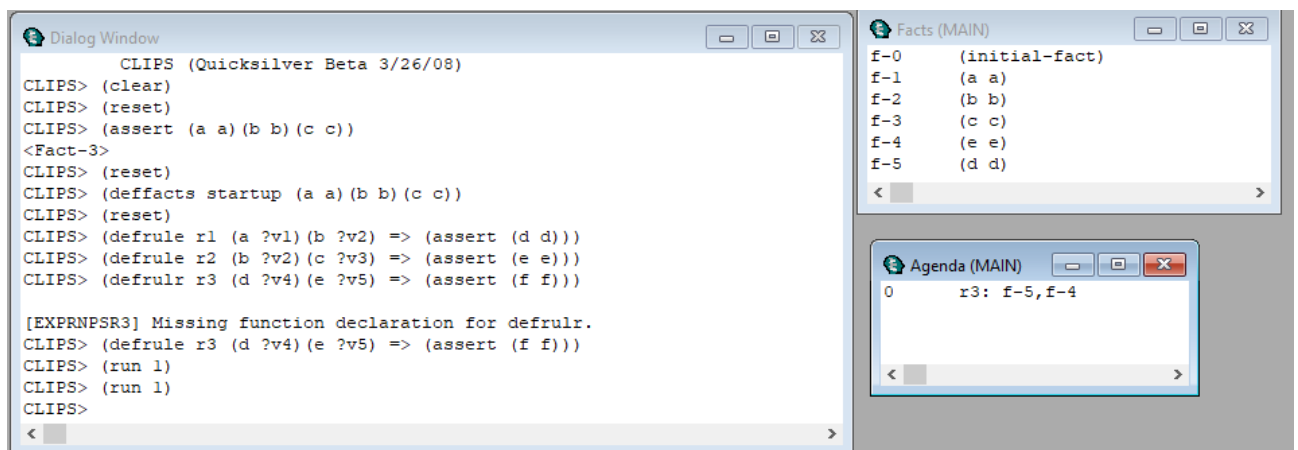 Dialog Window
CLIPS (Quicksilver Beta 3/26/08)
CLIPS> (clear)
CLIPS> (reset)
CLIPS> (assert (a a)(b b)(c c))
<Fact-3>
CLIPS> (reset)
CLIPS> (deffacts startup (a a)(b b)(c c))
CLIPS> (reset)
CLIPS> (defrule r1 (a ?v1)(b ?v2) => (assert (d d)))
CLIPS> (defrule r2 (b ?v2)(c ?v3) => (assert (e e)))
CLIPS> (defrulr r3 (d ?v4)(e ?v5) => (assert (f f)))
[EXPRNPSR3] Missing function declaration for defrulr.
CLIPS> (defrule r3 (d ?v4)(e ?v5) => (assert (f f)))
CLIPS> (run 1)
CLIPS> (run 1)
CLIPS>
Facts (MAIN)
f-0 (initial-fact)
f-1 (a a)
f-2 (b b)
f-3 (c c)
f-4 (e e)
f-5 (d d)
Agenda (MAIN)
0 r3: f-5,f-4